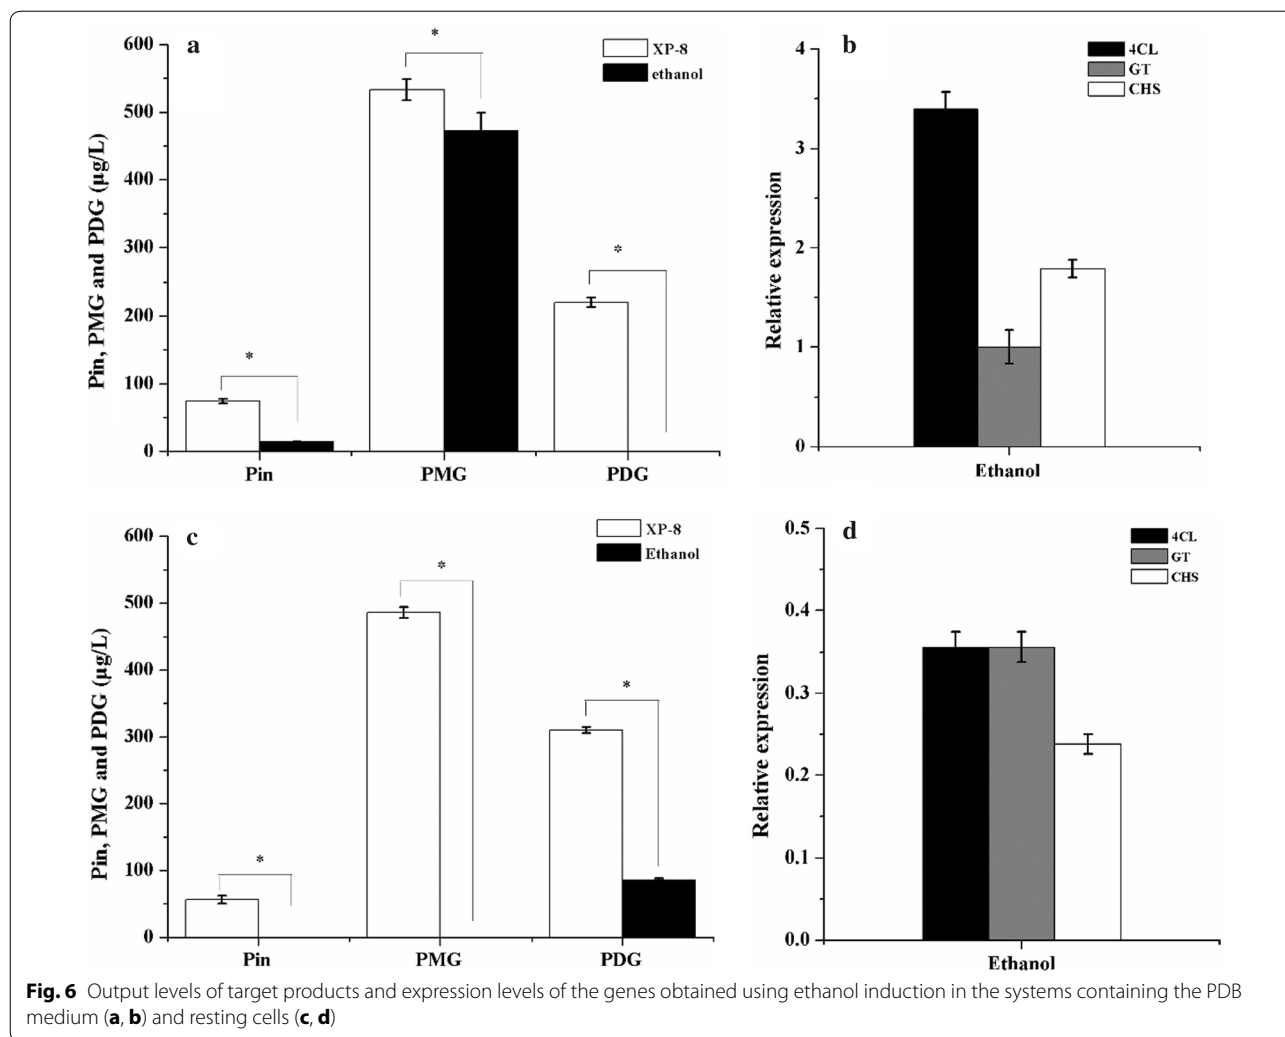 a
XP-8
ethanol
Pin, PMG and PDG (µg/L)
600
500
400
300
200
100
0
*
*
*
Pin
PMG
PDG
b
4CL
GT
CHS
Relative expression
4
3
2
1
0
Ethanol
c
XP-8
Ethanol
Pin, PMG and PDG (µg/L)
600
500
400
300
200
100
0
*
*
*
Pin
PMG
PDG
d
4CL
GT
CHS
Relative expression
0.5
0.4
0.3
0.2
0.1
0.0
Ethanol
Fig. 6 Output levels of target products and expression levels of the genes obtained using ethanol induction in the systems containing the PDB
medium (a, b) and resting cells (c, d)